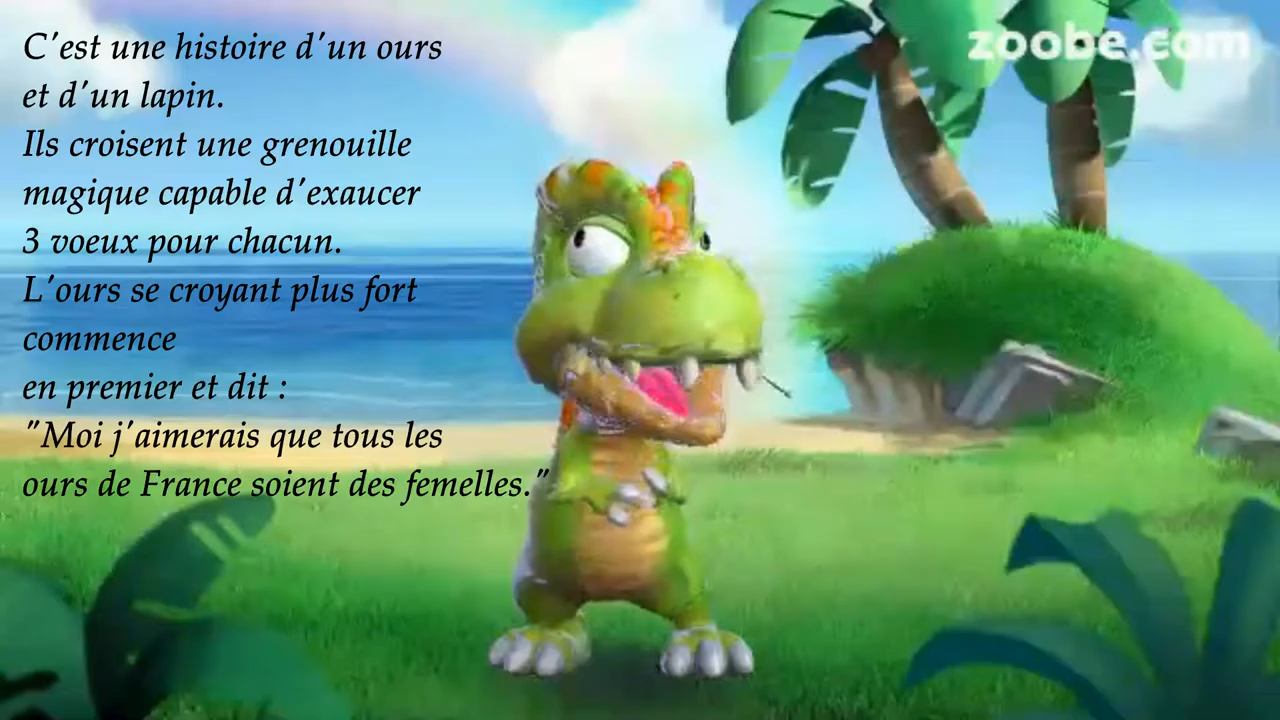 zoobe.com
C'est une histoire d'un ours
et d'un lapin.
Ils croisent une grenouille
magique capable d'exaucer
3 voeux pour chacun.
L'ours se croyant plus fort
commence
en premier et dit :
"Moi j'aimerais que tous les
ours de France soient des femelles."